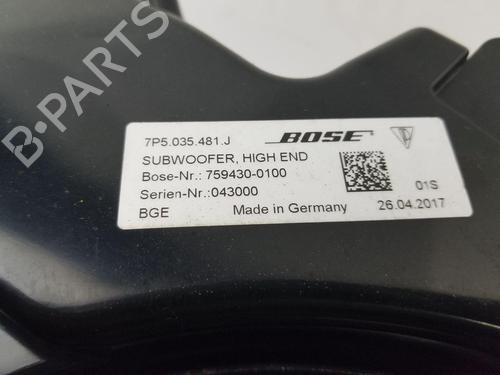 B-PARTS
7P5.035.481.J
BOSE
SUBWOOFER, HIGH END
Bose-Nr.: 759430-0100
Serien-Nr.:043000
01S
BGE
Made in Germany
26.04.2017